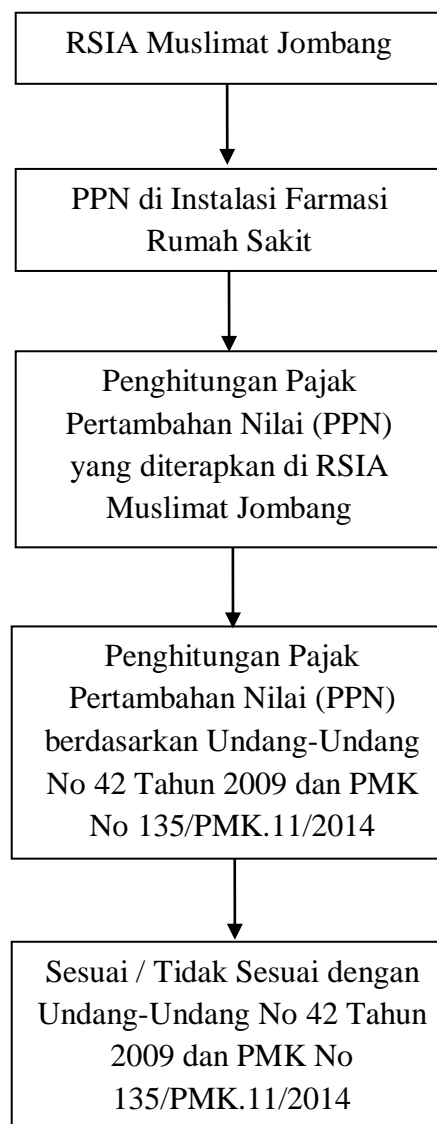 RSIA Muslimat Jombang
PPN di Instalasi Farmasi
Rumah Sakit
Penghitungan Pajak
Pertambahan Nilai (PPN)
yang diterapkan di RSIA
Muslimat Jombang
Penghitungan Pajak
Pertambahan Nilai (PPN)
berdasarkan Undang-Undang
No 42 Tahun 2009 dan PMK
No 135/PMK.11/2014
Sesuai / Tidak Sesuai dengan
Undang-Undang No 42 Tahun
2009 dan PMK No
135/PMK.11/2014